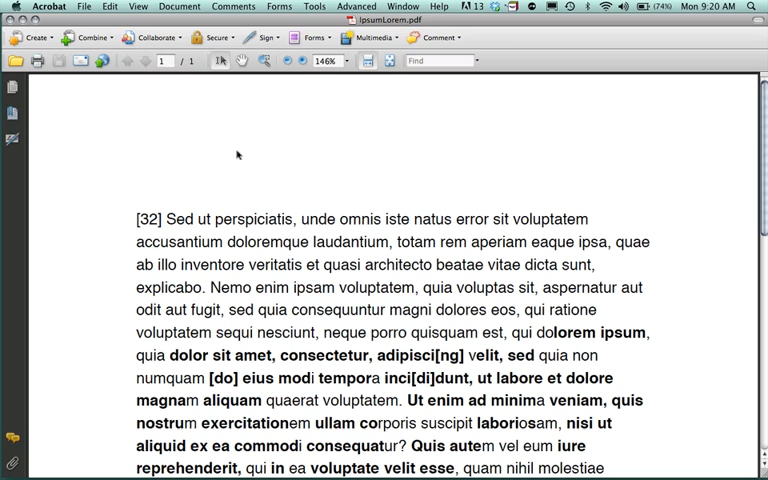 Acrobat File Edit View Document Comments Forms Tools Advanced Window Help 13 (74%) Mon 9:20 AM
IpsumLorem.pdf
Create Combine Collaborate Secure Sign Forms Multimedia Comment
1 / 1 146% Find
[32] Sed ut perspiciatis, unde omnis iste natus error sit voluptatem
accusantium doloremque laudantium, totam rem aperiam eaque ipsa, quae
ab illo inventore veritatis et quasi architecto beatae vitae dicta sunt,
explicabo. Nemo enim ipsam voluptatem, quia voluptas sit, aspernatur aut
odit aut fugit, sed quia consequuntur magni dolores eos, qui ratione
voluptatem sequi nesciunt, neque porro quisquam est, qui dolorem ipsum,
quia dolor sit amet, consectetur, adipisci[ng] velit, sed quia non
numquam [do] eius modi tempora inci[di]dunt, ut labore et dolore
magnam aliquam quaerat voluptatem. Ut enim ad minima veniam, quis
nostrum exercitationem ullam corporis suscipit laboriosam, nisi ut
aliquid ex ea commodi consequatur? Quis autem vel eum iure
reprehenderit, qui in ea voluptate velit esse, quam nihil molestiae